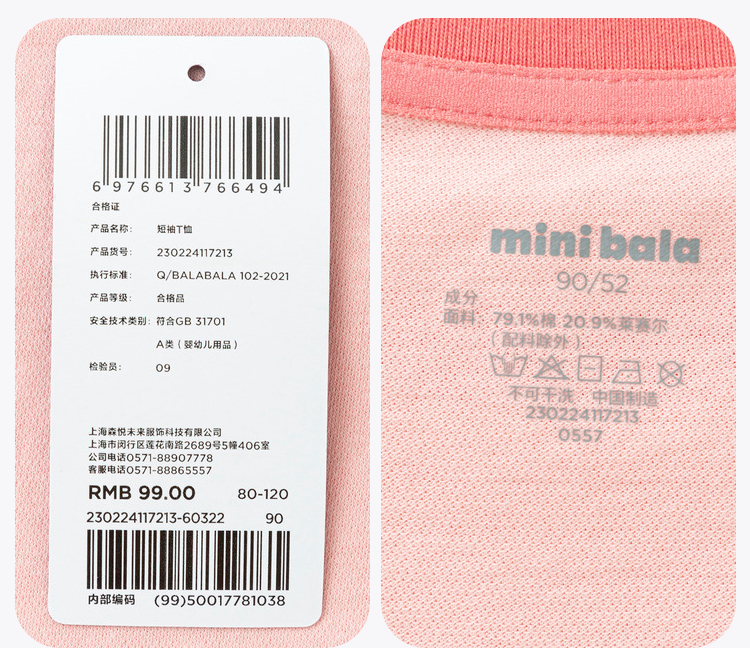 6 976613 766494
合格证
产品名称: 短袖T恤
产品货号: 230224117213
执行标准: Q/BALABALA 102-2021
产品等级: 合格品
安全技术类别: 符合GB 31701
A类 ( 婴幼儿用品 )
检验员: 09
上海森悦未来服饰科技有限公司
上海市闵行区莲花南路2689号5幢406室
公司电话0571-88907778
客服电话0571-88865557
RMB 99.00 80-120
230224117213-60322 90
内部编码 (99)50017781038
mini bala
90/52
成分
面料: 79.1%棉 20.9%莱赛尔
( 配料除外 )
不可干洗 中国制造
230224117213
0557